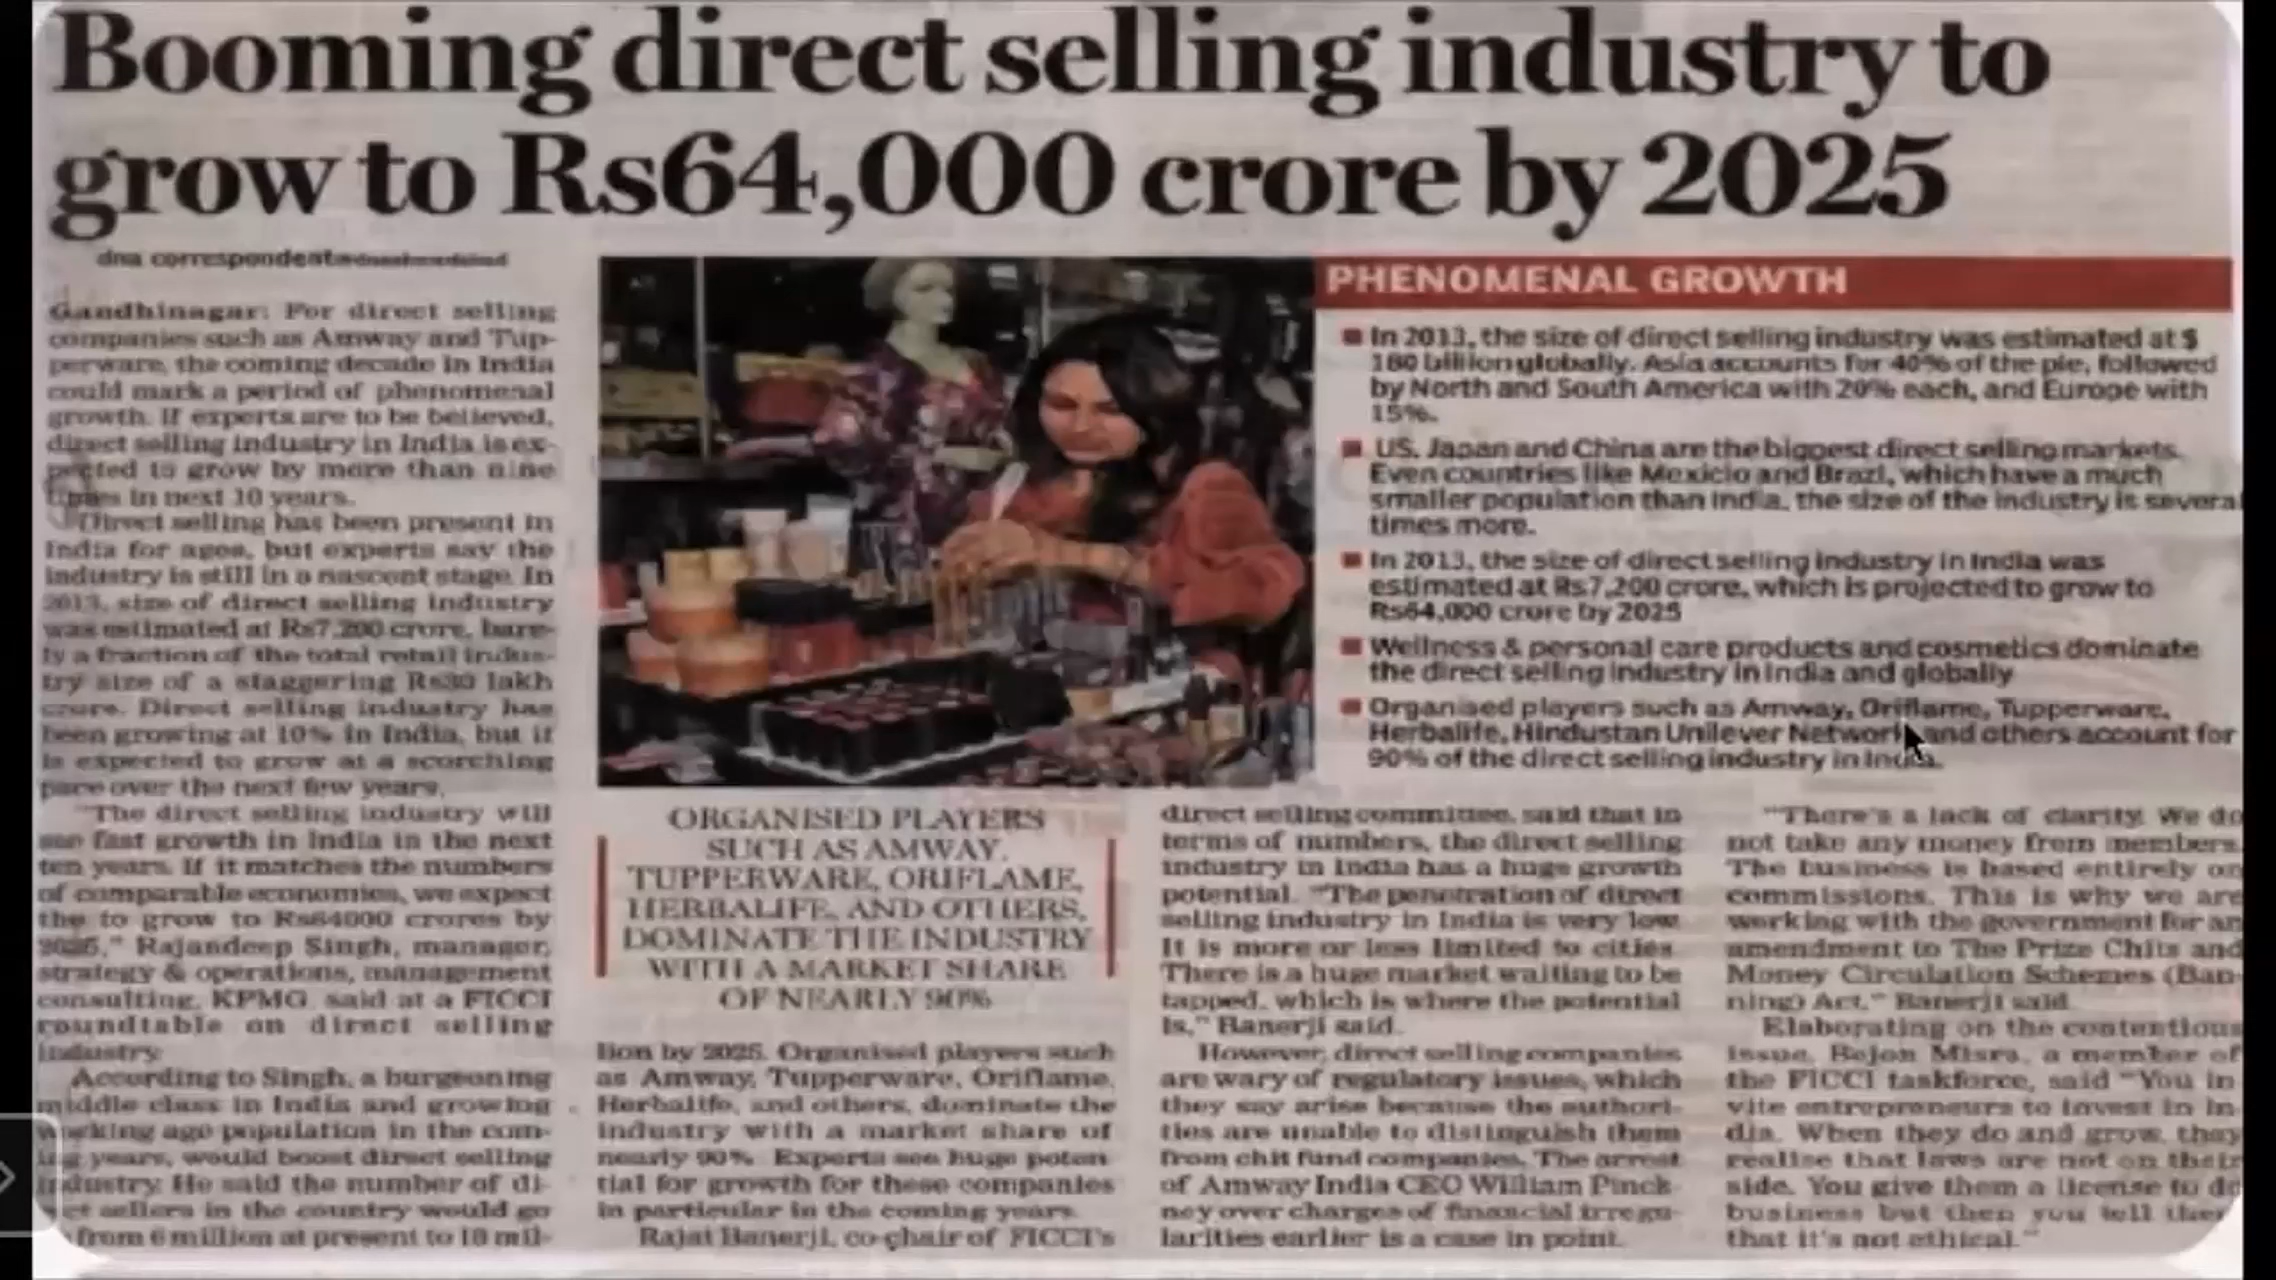 Booming direct selling industry to
grow to Rs64,000 crore by 2025
dna correspondent
Gandhinagar: For direct selling
companies such as Amway and Tup-
perware, the coming decade in India
could mark a period of phenomenal
growth. If experts are to be believed,
direct selling industry in India is ex-
pected to grow by more than nine
times in next 10 years.
Direct selling has been present in
India for ages, but experts say the
industry is still in a nascent stage. In
2013, size of direct selling industry
was estimated at Rs7,200 crore, bare-
ly a fraction of the total retail indus-
try size of a staggering Rs30 lakh
crore. Direct selling industry has
been growing at 10% in India, but it
is expected to grow at a scorching
pace over the next few years.
"The direct selling industry will
see fast growth in India in the next
ten years. If it matches the numbers
of comparable economies, we expect
the to grow to Rs64000 crores by
2025," Rajandeep Singh, manager,
strategy & operations, management
consulting, KPMG, said at a FICCI
roundtable on direct selling
industry.
According to Singh, a burgeoning
middle class in India and growing
working age population in the com-
ing years, would boost direct selling
industry. He said the number of di-
ect sellers in the country would go
from 6 million at present to 18 mil-
ORGANISED PLAYERS
SUCH AS AMWAY,
TUPPERWARE, ORIFLAME,
HERBALIFE, AND OTHERS,
DOMINATE THE INDUSTRY
WITH A MARKET SHARE
OF NEARLY 90%
lion by 2025. Organised players such
as Amway, Tupperware, Oriflame,
Herbalife, and others, dominate the
industry with a market share of
nearly 90%. Experts see huge poten
tial for growth for these companies
in particular in the coming years.
Rajat Banerji, co-chair of FICCI's
PHENOMENAL GROWTH
In 2013, the size of direct selling industry was estimated at $
180 billion globally. Asia accounts for 40% of the pie, followed
by North and South America with 20% each, and Europe with
15%.
US, Japan and China are the biggest direct selling markets.
Even countries like Mexicio and Brazl, which have a much
smaller population than India, the size of the industry is several
times more.
In 2013, the size of direct selling industry in India was
estimated at Rs7,200 crore, which is projected to grow to
Rs64,000 crore by 2025
Wellness & personal care products and cosmetics dominate
the direct selling industry in India and globally
Organised players such as Amway, Oriflame, Tupperware,
Herbalife, Hindustan Unilever Network and others account for
90% of the direct selling industry in India.
direct selling committee, said that in
terms of numbers, the direct selling
industry in India has a huge growth
potential. "The penetration of direct
selling industry in India is very low.
It is more or less limited to cities.
There is a huge market waiting to be
tapped, which is where the potential
is," Banerji said.
However, direct selling companies
are wary of regulatory issues, which
they say arise because the authori-
ties are unable to distinguish them
from chit fund companies. The arrest
of Amway India CEO William Pinck-
ney over charges of financial irregu-
larities earlier is a case in point.
"There's a lack of clarity. We do
not take any money from members.
The business is based entirely on
commissions. This is why we are
working with the government for an
amendment to The Prize Chits and
Money Circulation Schemes (Ban-
ning) Act," Banerji said.
Elaborating on the contentious
issue, Bejon Misra, a member of
the FICCI taskforce, said "You in
vite entrepreneurs to invest in In-
dia. When they do and grow, they
realise that laws are not on their
side. You give them a license to do
business but then you tell them
that it's not ethical."